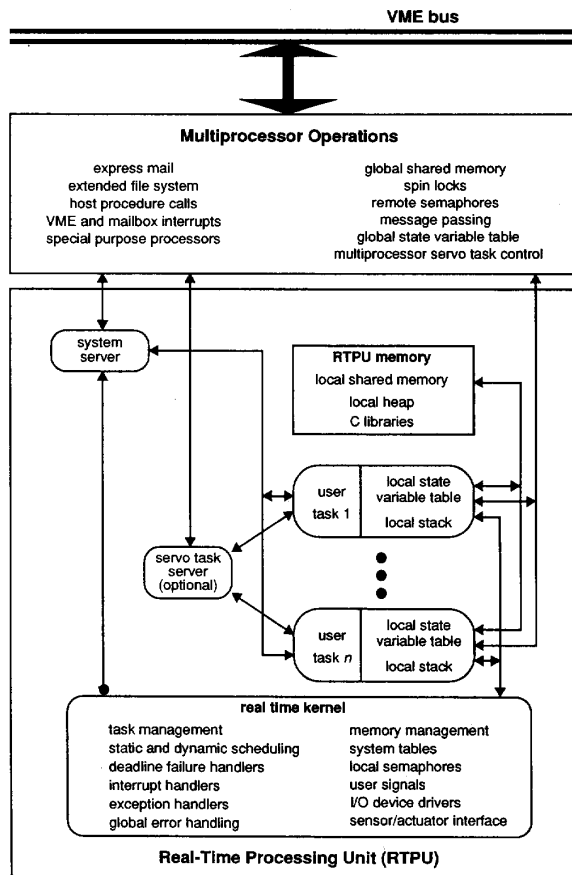 VME bus
Multiprocessor Operations
express mail
extended file system
host procedure calls
VME and mailbox interrupts
special purpose processors
global shared memory
spin locks
remote semaphores
message passing
global state variable table
multiprocessor servo task control
system
server
RTPU memory
local shared memory
local heap
C libraries
user
task 1
local state
variable table
local stack
servo task
server
(optional)
user
task n
local state
variable table
local stack
real time kernel
task management
static and dynamic scheduling
deadline failure handlers
interrupt handlers
exception handlers
global error handling
memory management
system tables
local semaphores
user signals
I/O device drivers
sensor/actuator interface
Real-Time Processing Unit (RTPU)